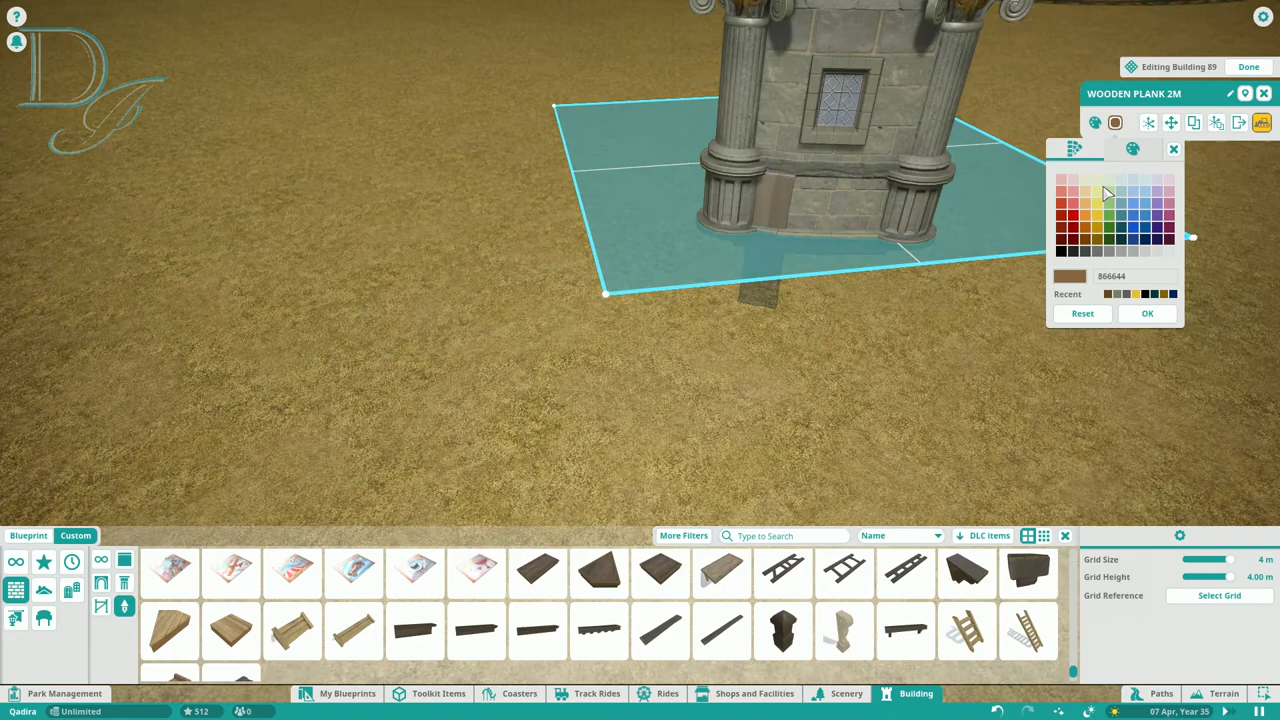 ?
DB
Editing Building 89
Done
WOODEN PLANK 2M
866644
Recent
Reset
OK
Blueprint
Custom
More Filters
Type to Search
Name
DLC items
Grid Size
4 m
Grid Height
4.00 m
Grid Reference
Select Grid
Park Management
My Blueprints
Toolkit Items
Coasters
Track Rides
Rides
Shops and Facilities
Scenery
Building
Paths
Terrain
Qadira
Unlimited
512
0
07 Apr, Year 35